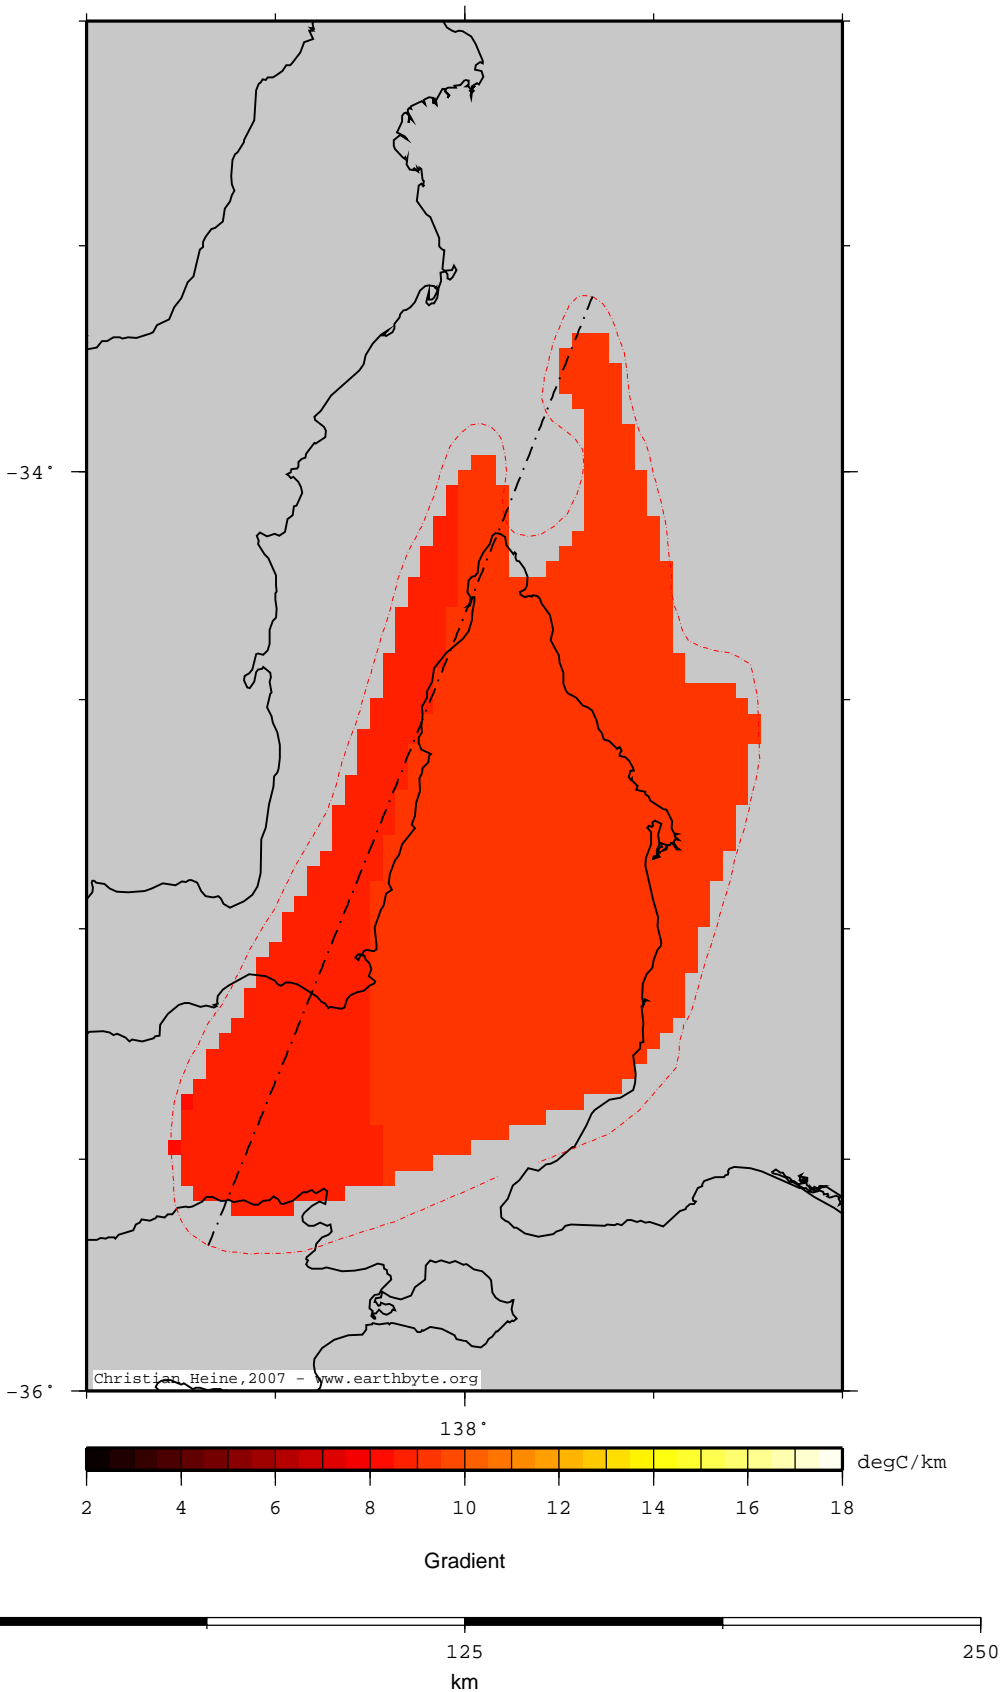 -34°
Christian Heine,2007 - www.earthbyte.org
-36°
138°
degC/km
2 4 6 8 10 12 14 16 18
Gradient
125 250
km